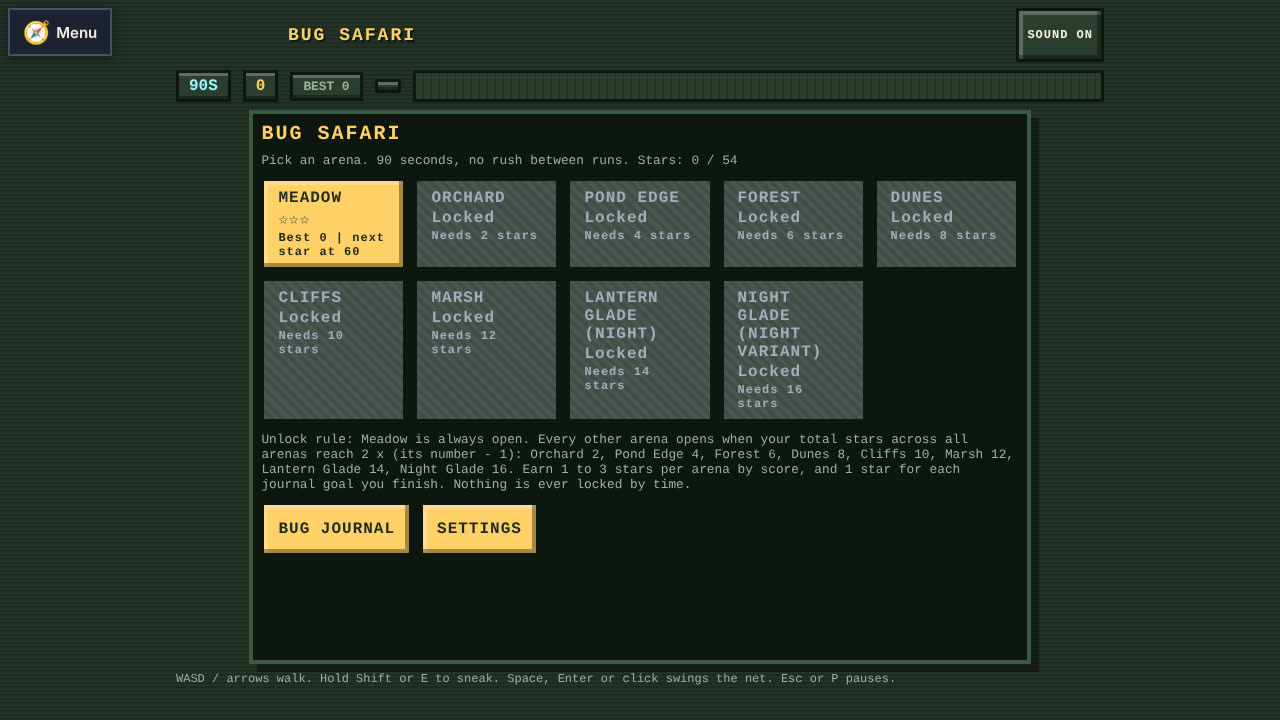 🧭 Menu
BUG SAFARI
SOUND ON
90S
0
BEST 0
BUG SAFARI
Pick an arena. 90 seconds, no rush between runs. Stars: 0 / 54
MEADOW
☆☆☆
Best 0 | next
star at 60
ORCHARD
Locked
Needs 2 stars
POND EDGE
Locked
Needs 4 stars
FOREST
Locked
Needs 6 stars
DUNES
Locked
Needs 8 stars
CLIFFS
Locked
Needs 10
stars
MARSH
Locked
Needs 12
stars
LANTERN
GLADE
(NIGHT)
Locked
Needs 14
stars
NIGHT
GLADE
(NIGHT
VARIANT)
Locked
Needs 16
stars
Unlock rule: Meadow is always open. Every other arena opens when your total stars across all
arenas reach 2 x (its number - 1): Orchard 2, Pond Edge 4, Forest 6, Dunes 8, Cliffs 10, Marsh 12,
Lantern Glade 14, Night Glade 16. Earn 1 to 3 stars per arena by score, and 1 star for each
journal goal you finish. Nothing is ever locked by time.
BUG JOURNAL
SETTINGS
WASD / arrows walk. Hold Shift or E to sneak. Space, Enter or click swings the net. Esc or P pauses.